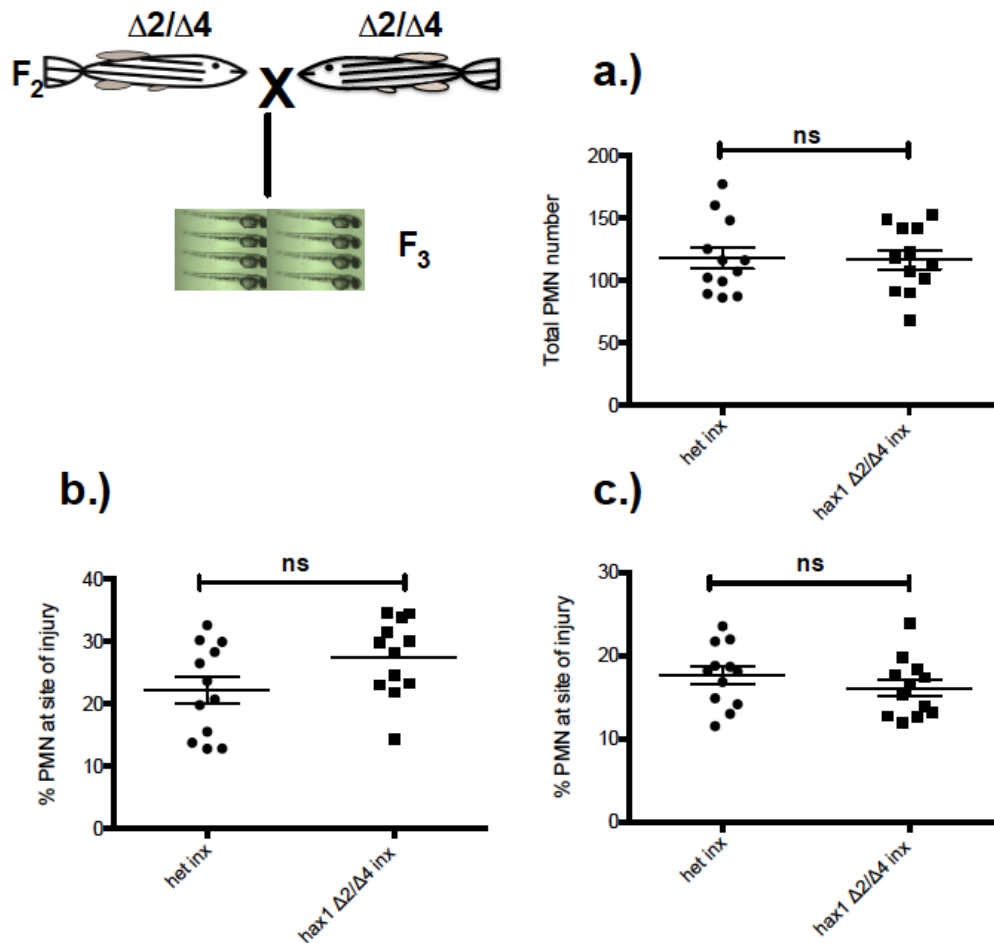 Δ2/Δ4
Δ2/Δ4
F2
X
F3
a.)
ns
Total PMN number
200
150
100
50
0
het inx
hax1 Δ2/Δ4 inx
b.)
ns
% PMN at site of injury
40
30
20
10
0
het inx
hax1 Δ2/Δ4 inx
c.)
ns
% PMN at site of injury
30
20
10
0
het inx
hax1 Δ2/Δ4 inx